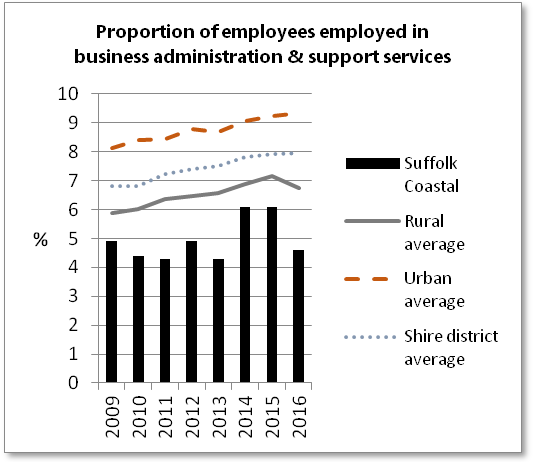 Proportion of employees employed in
business administration & support services
10
9
8
7
6
5
4
3
2
1
0
%
2009
2010
2011
2012
2013
2014
2015
2016
Suffolk
Coastal
Rural
average
Urban
average
Shire district
average